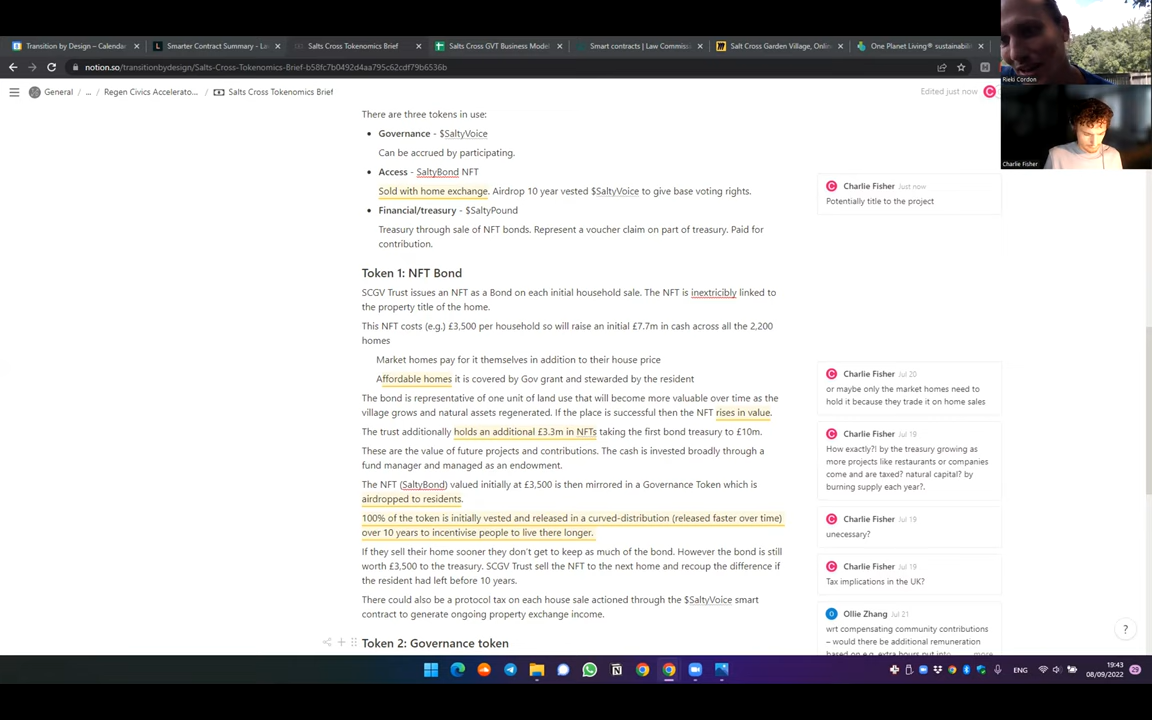 Transition by Design – Calendar
Smarter Contract Summary - La
Salts Cross Tokenomics Brief
Salts Cross GVT Business Model
Smart contracts | Law Commiss
Salt Cross Garden Village, Onlin
One Planet Living® sustainabili
notion.so/transitionbydesign/Salts-Cross-Tokenomics-Brief-b58fc7b0492d4aa795c62cdf79b6536b
Rieki Cordon
General / ... / Regen Civics Accelerato... / Salts Cross Tokenomics Brief
Edited just now
Charlie Fisher
There are three tokens in use:
Governance - $SaltyVoice
Can be accrued by participating.
Access - SaltyBond NFT
Sold with home exchange. Airdrop 10 year vested $SaltyVoice to give base voting rights.
Financial/treasury - $SaltyPound
Treasury through sale of NFT bonds. Represent a voucher claim on part of treasury. Paid for
contribution.
Charlie Fisher Just now
Potentially title to the project
Token 1: NFT Bond
SCGV Trust issues an NFT as a Bond on each initial household sale. The NFT is inextricibly linked to
the property title of the home.
This NFT costs (e.g.) £3,500 per household so will raise an initial £7.7m in cash across all the 2,200
homes
Market homes pay for it themselves in addition to their house price
Affordable homes it is covered by Gov grant and stewarded by the resident
The bond is representative of one unit of land use that will become more valuable over time as the
village grows and natural assets regenerated. If the place is successful then the NFT rises in value.
The trust additionally holds an additional £3.3m in NFTs taking the first bond treasury to £10m.
These are the value of future projects and contributions. The cash is invested broadly through a
fund manager and managed as an endowment.
The NFT (SaltyBond) valued initially at £3,500 is then mirrored in a Governance Token which is
airdropped to residents.
100% of the token is initially vested and released in a curved-distribution (released faster over time)
over 10 years to incentivise people to live there longer.
If they sell their home sooner they don't get to keep as much of the bond. However the bond is still
worth £3,500 to the treasury. SCGV Trust sell the NFT to the next home and recoup the difference if
the resident had left before 10 years.
There could also be a protocol tax on each house sale actioned through the $SaltyVoice smart
contract to generate ongoing property exchange income.
Token 2: Governance token
Charlie Fisher Jul 20
or maybe only the market homes need to
hold it because they trade it on home sales
Charlie Fisher Jul 19
How exactly?! by the treasury growing as
more projects like restaurants or companies
come and are taxed? natural capital? by
burning supply each year?.
Charlie Fisher Jul 19
unecessary?
Charlie Fisher Jul 19
Tax implications in the UK?
Ollie Zhang Jul 21
wrt compensating community contributions
– would there be additional remuneration
based on e.g. extra hours put into... more
?
ENG
19:43
08/09/2022
29